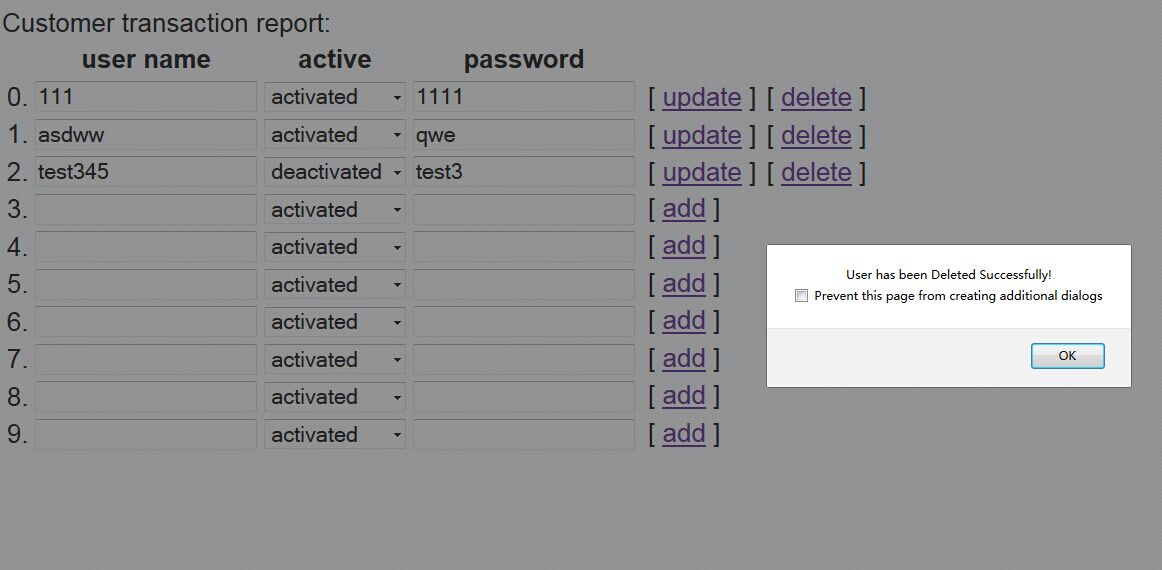 Customer transaction report:
user name active password
0. 111 activated 1111 [ update ] [ delete ]
1. asdww activated qwe [ update ] [ delete ]
2. test345 deactivated test3 [ update ] [ delete ]
3. activated [ add ]
4. activated [ add ]
5. activated [ add ]
6. activated [ add ]
7. activated [ add ]
8. activated [ add ]
9. activated [ add ]
User has been Deleted Successfully!
Prevent this page from creating additional dialogs
OK